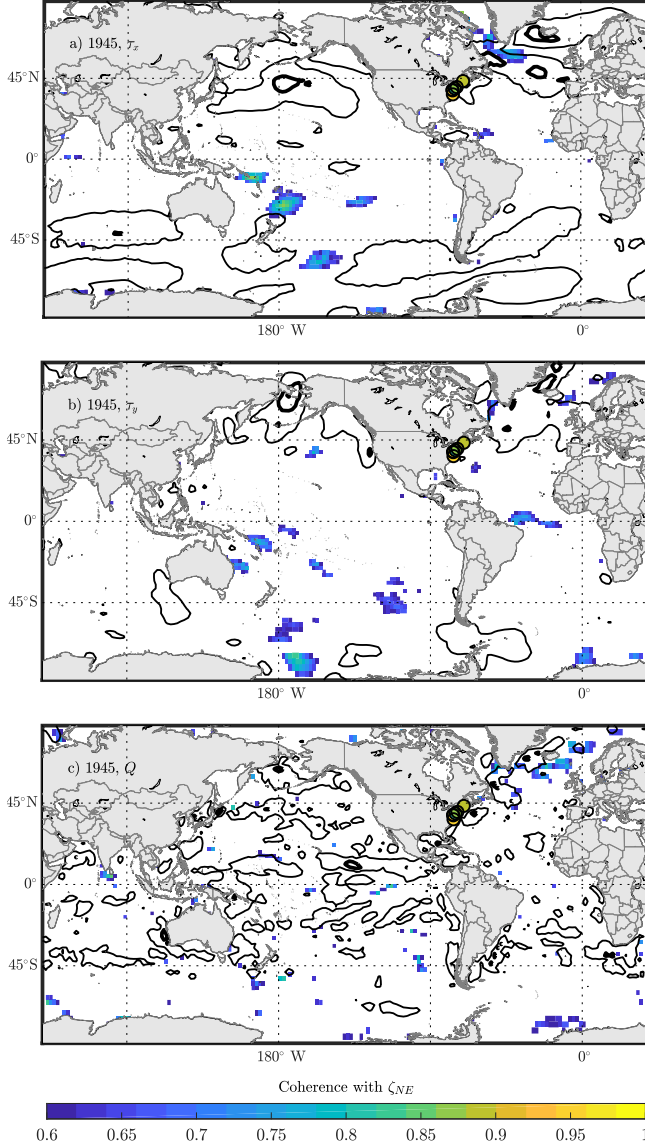 a) 1945, τx
45°N
0°
45°S
180° W
0°
b) 1945, τy
45°N
0°
45°S
180° W
0°
c) 1945, Q
45°N
0°
45°S
180° W
0°
Coherence with ζNE
0.6 0.65 0.7 0.75 0.8 0.85 0.9 0.95 1